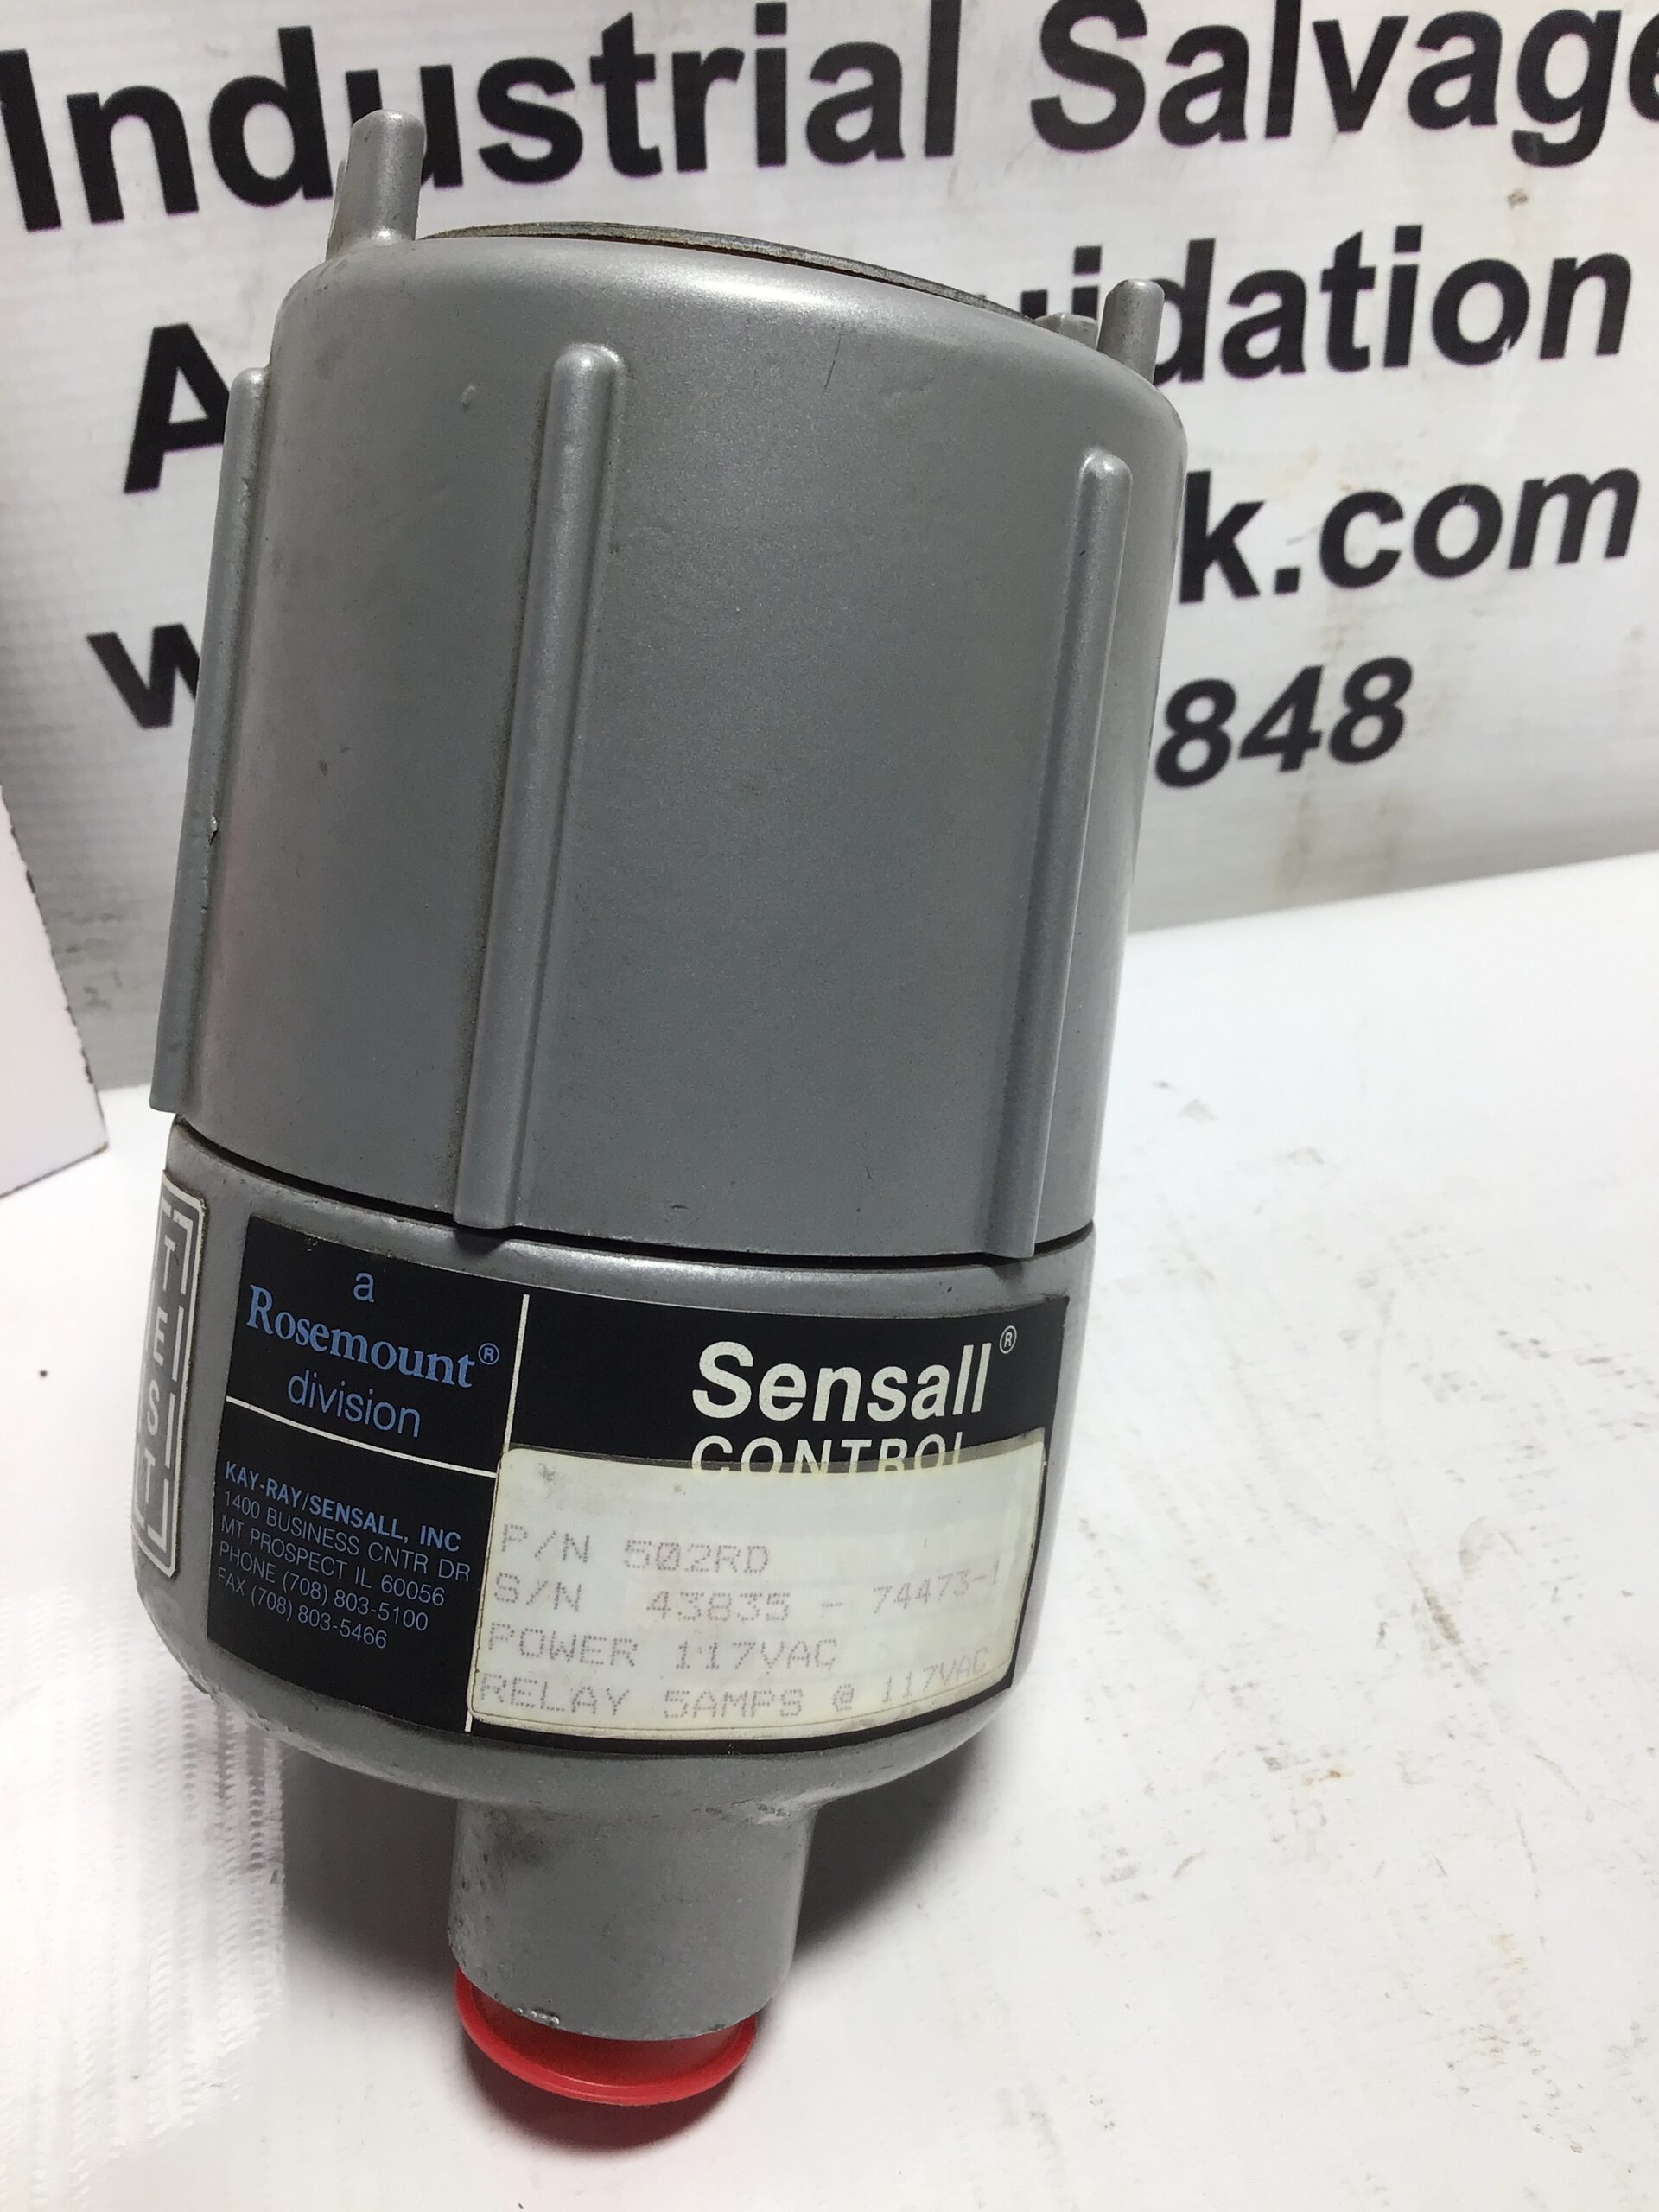 Industrial Salvage
k.com
848
TEST
a
Rosemount®
division
KAY-RAY/SENSALL, INC
1400 BUSINESS CNTR DR
MT PROSPECT IL 60056
PHONE (708) 803-5100
FAX (708) 803-5466
Sensall®
CONTROL
P/N 502RD
S/N 43835 - 74473-1
POWER 117VAC
RELAY 5AMPS @ 117VAC